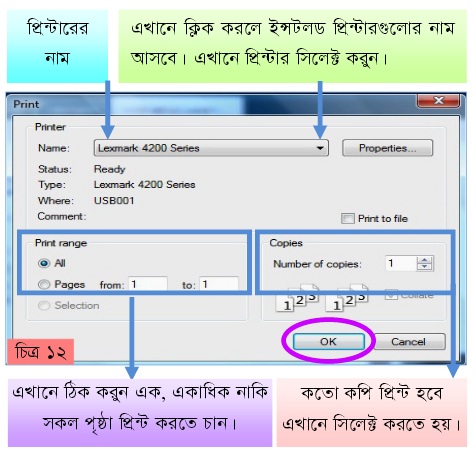 প্রিন্টারের
নাম
এখানে ক্লিক করলে ইন্সটলড প্রিন্টারগুলোর নাম
আসবে। এখানে প্রিন্টার সিলেক্ট করুন।
Print
Printer
Name: Lexmark 4200 Series Properties...
Status: Ready
Type: Lexmark 4200 Series
Where: USB001
Comment: Print to file
Print range Copies
All Number of copies: 1
Pages from: 1 to: 1
1 2 3 1 2 3 Collate
Selection
OK Cancel
চিত্র ১২
এখানে ঠিক করুন এক, একাধিক নাকি
সকল পৃষ্ঠা প্রিন্ট করতে চান।
কতো কপি প্রিন্ট হবে
এখানে সিলেক্ট করতে হয়।